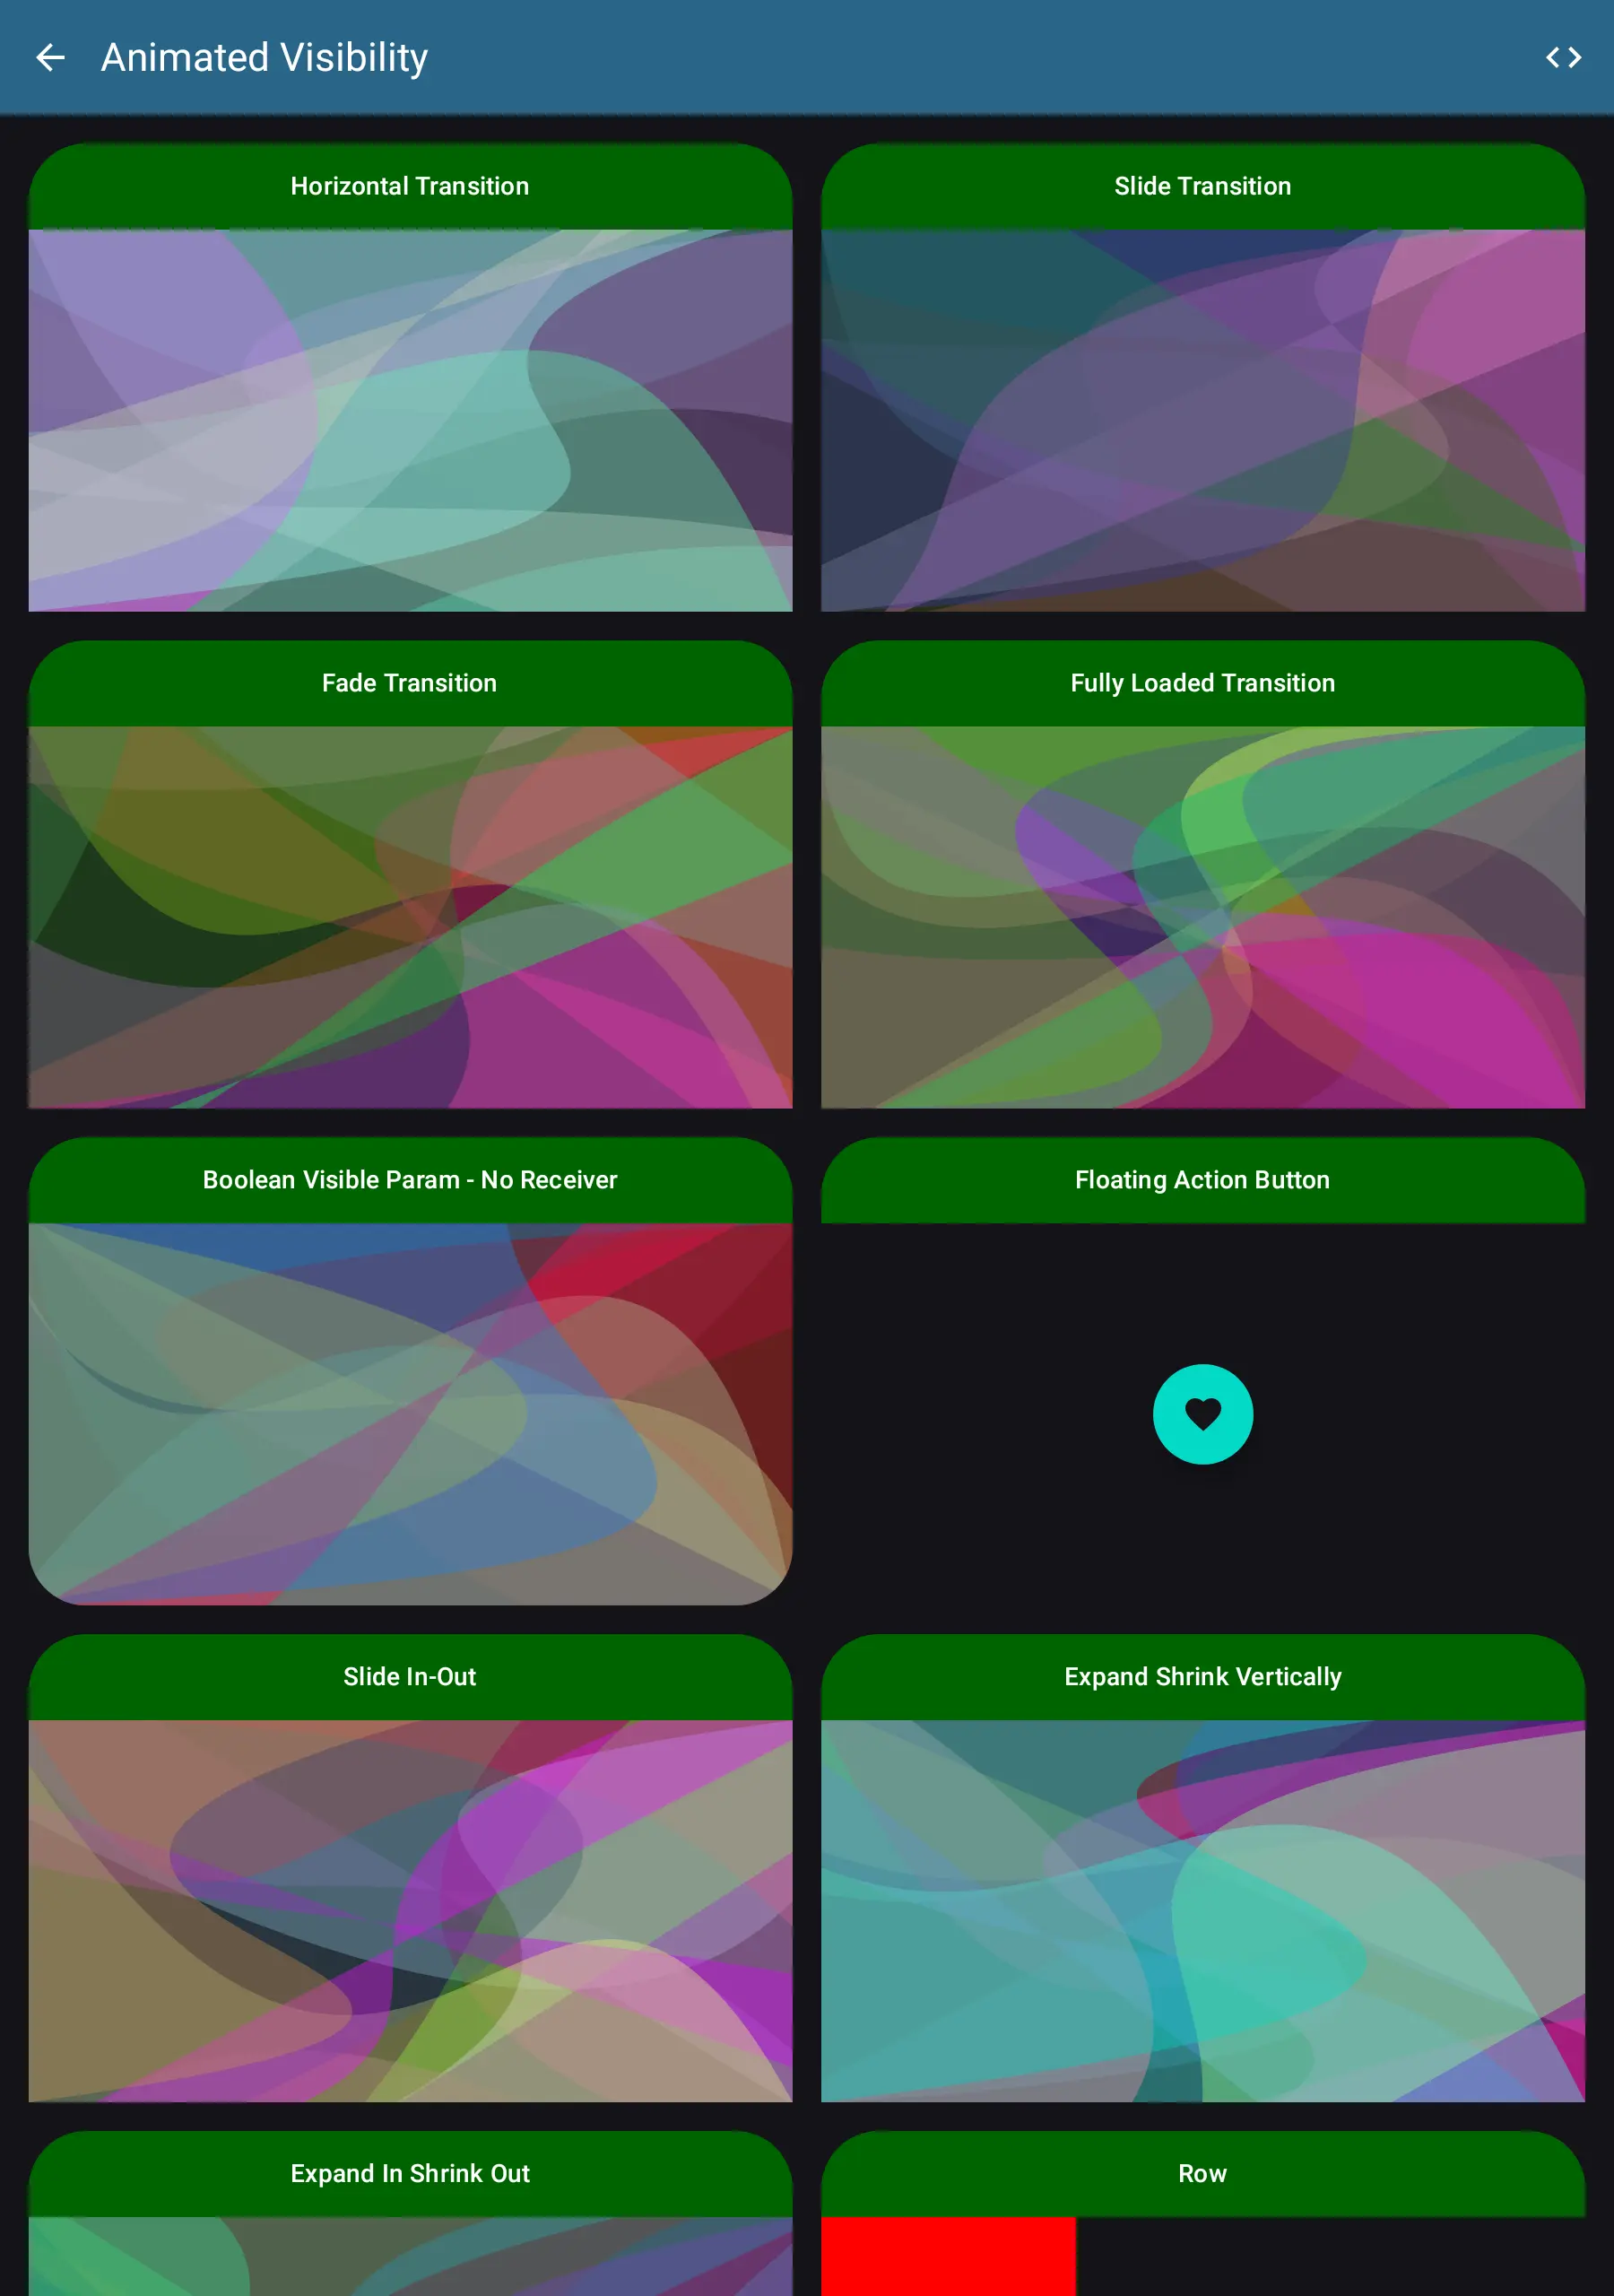 Animated Visibility
Horizontal Transition
Slide Transition
Fade Transition
Fully Loaded Transition
Boolean Visible Param - No Receiver
Floating Action Button
Slide In-Out
Expand Shrink Vertically
Expand In Shrink Out
Row